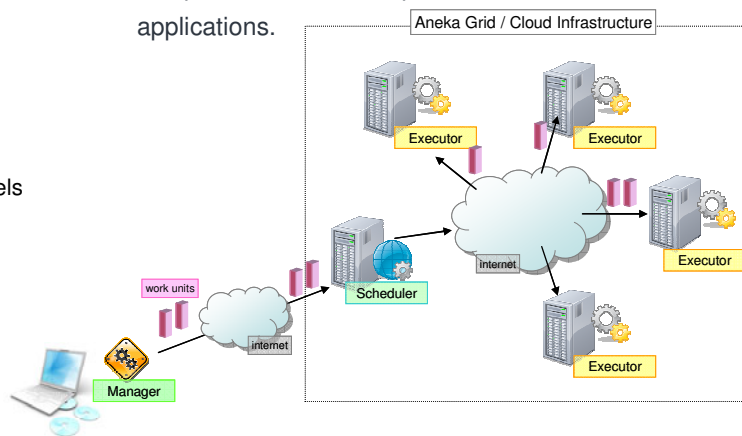 applications.
Aneka Grid / Cloud Infrastructure
Executor
Executor
els
Executor
internet
work units
Scheduler
internet
Executor
Manager